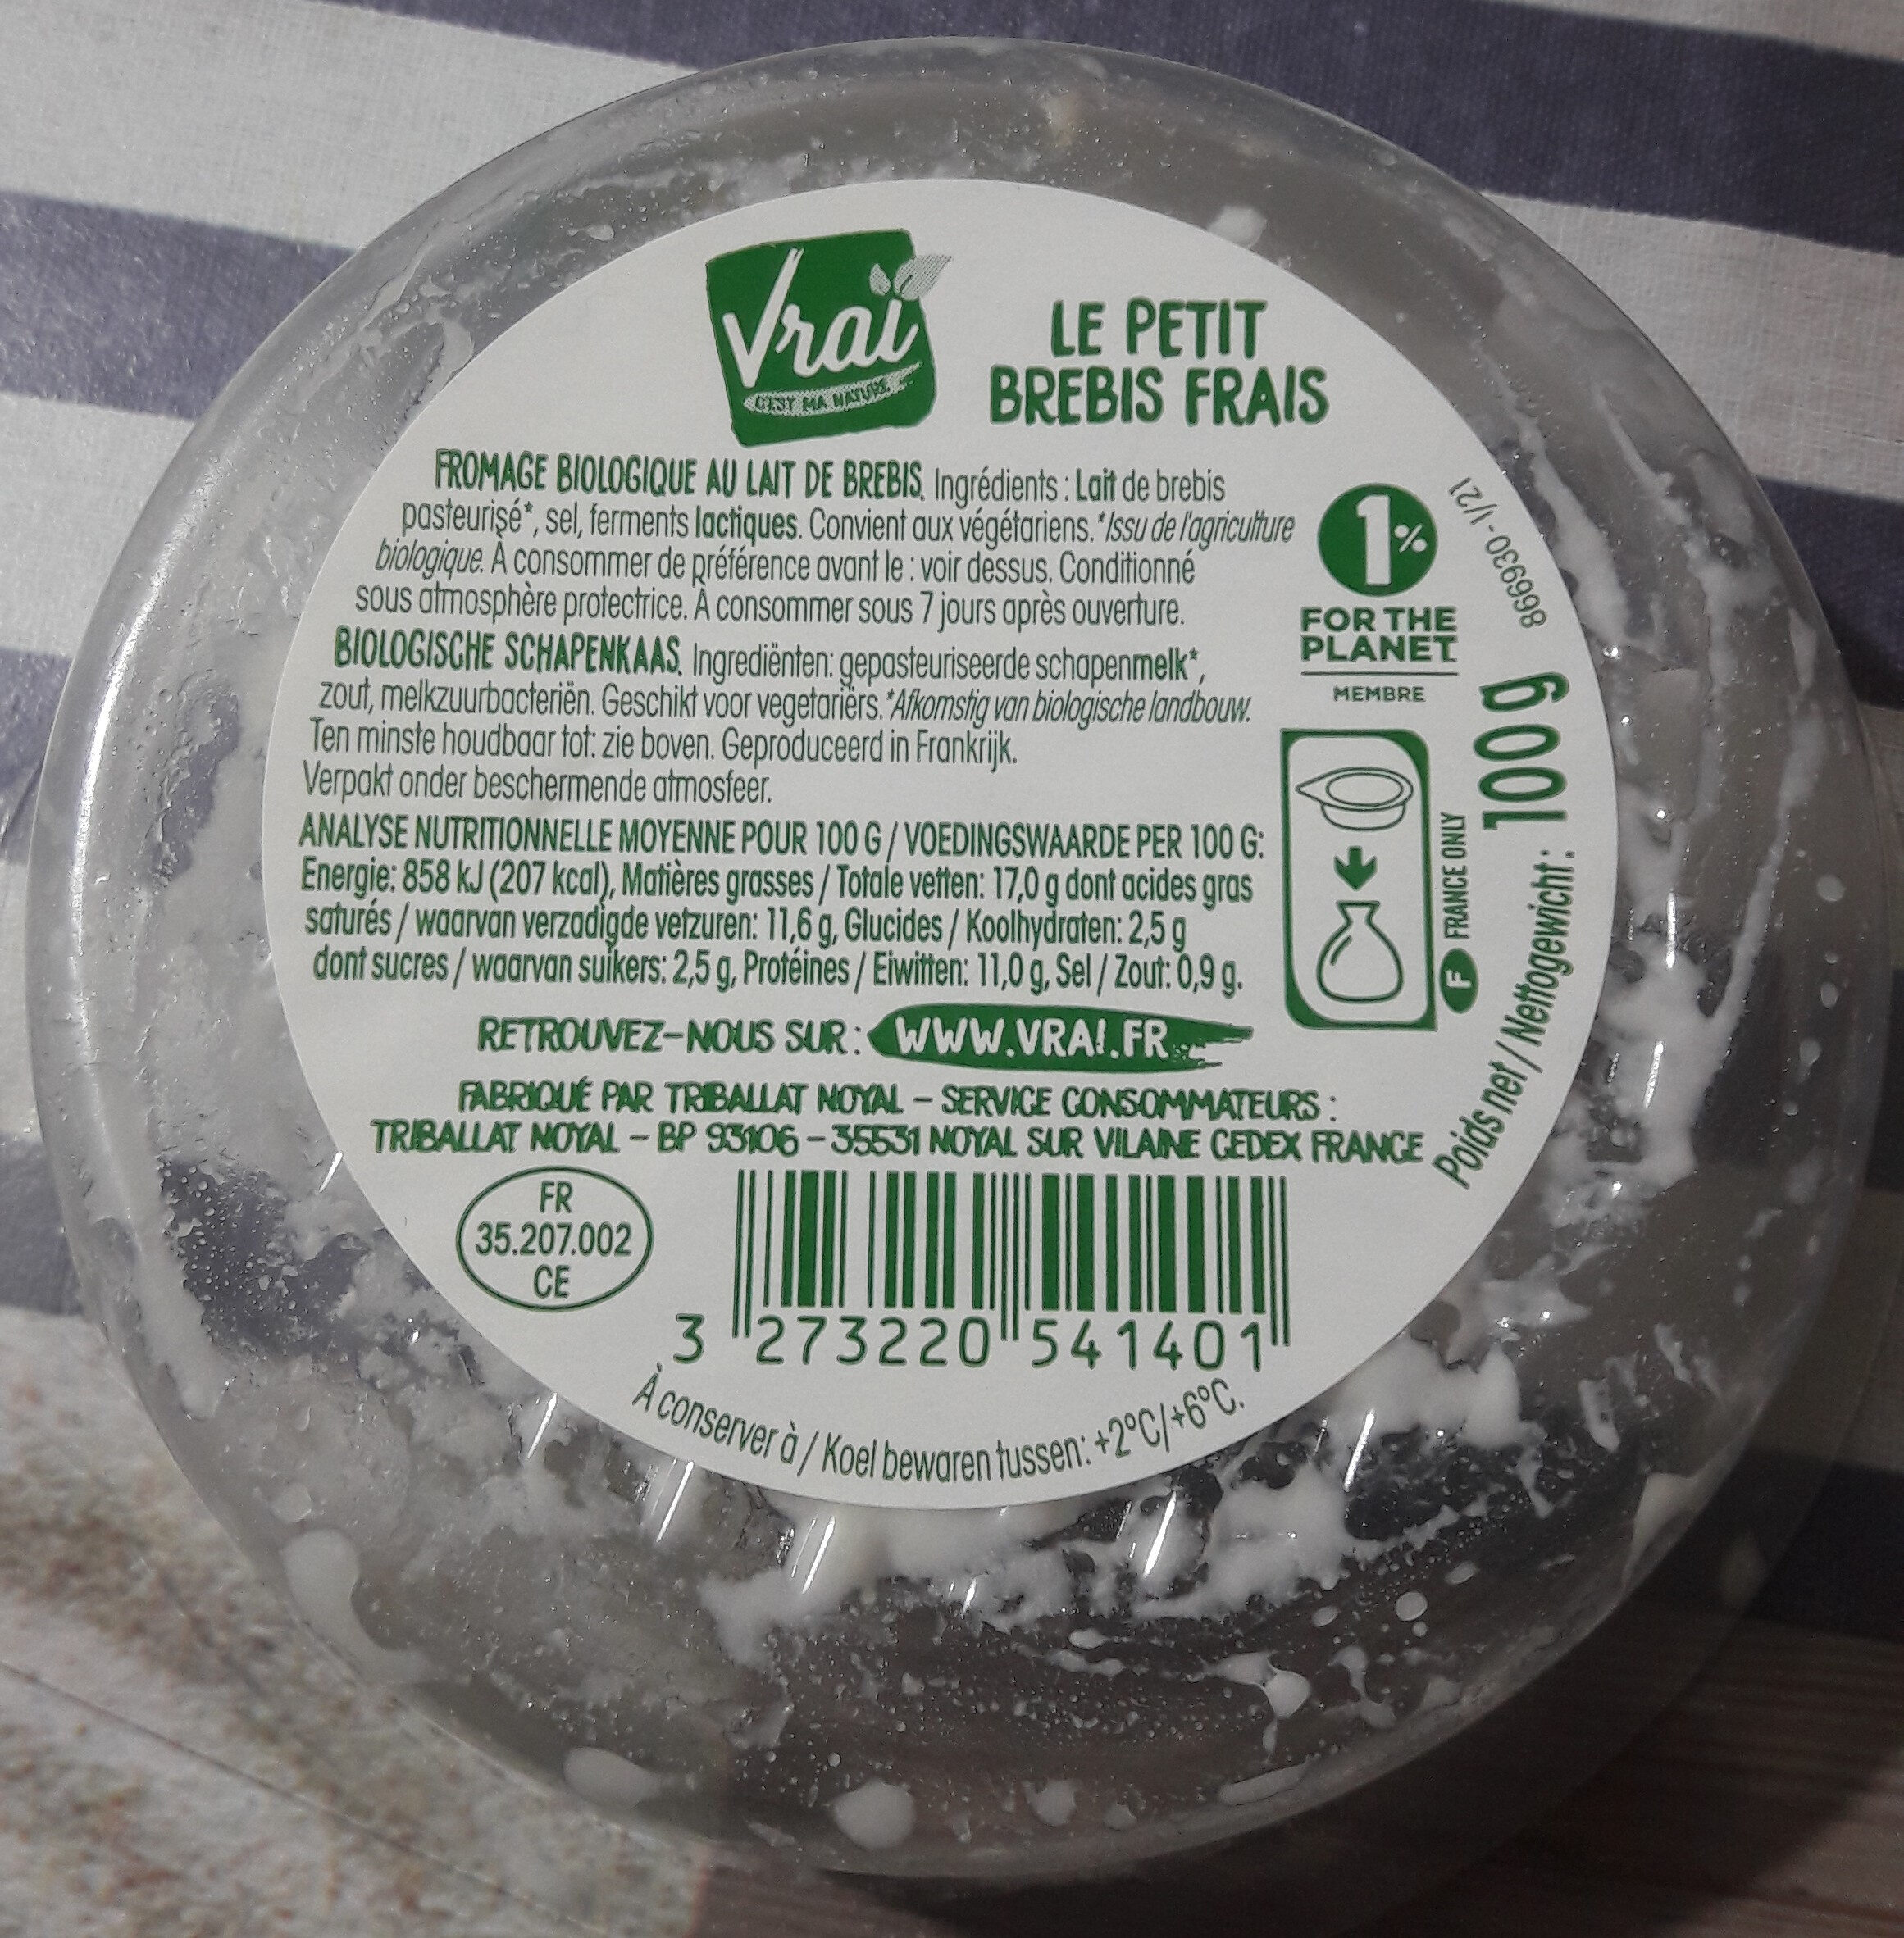 Vraï
C'EST MA NATURE
LE PETIT
BREBIS FRAIS
FROMAGE BIOLOGIQUE AU LAIT DE BREBIS. Ingrédients : Lait de brebis
pasteurisé*, sel, ferments lactiques. Convient aux végétariens. *Issu de l'agriculture
biologique. À consommer de préférence avant le : voir dessus. Conditionné
sous atmosphère protectrice. À consommer sous 7 jours après ouverture.
BIOLOGISCHE SCHAPENKAAS. Ingrediënten: gepasteuriseerde schapenmelk*,
zout, melkzuurbacteriën. Geschikt voor vegetariërs. *Afkomstig van biologische landbouw.
Ten minste houdbaar tot: zie boven. Geproduceerd in Frankrijk.
Verpakt onder beschermende atmosfeer.
ANALYSE NUTRITIONNELLE MOYENNE POUR 100 G / VOEDINGSWAARDE PER 100 G:
Energie: 858 kJ (207 kcal), Matières grasses / Totale vetten: 17,0 g dont acides gras
saturés / waarvan verzadigde vetzuren: 11,6 g, Glucides / Koolhydraten: 2,5 g
dont sucres / waarvan suikers: 2,5 g, Protéines / Eiwitten: 11,0 g, Sel / Zout: 0,9 g.
RETROUVEZ-NOUS SUR : WWW.VRAI.FR
FABRIQUÉ PAR TRIBALLAT NOYAL – SERVICE CONSOMMATEURS :
TRIBALLAT NOYAL – BP 93106 – 35531 NOYAL SUR VILAINE CEDEX FRANCE
1%
FOR THE
PLANET
MEMBRE
8669930-1/21
F FRANCE ONLY
Poids net / Nettogewicht : 100 g
FR
35.207.002
CE
3 273220 541401
À conserver à / Koel bewaren tussen: +2°C/+6°C.